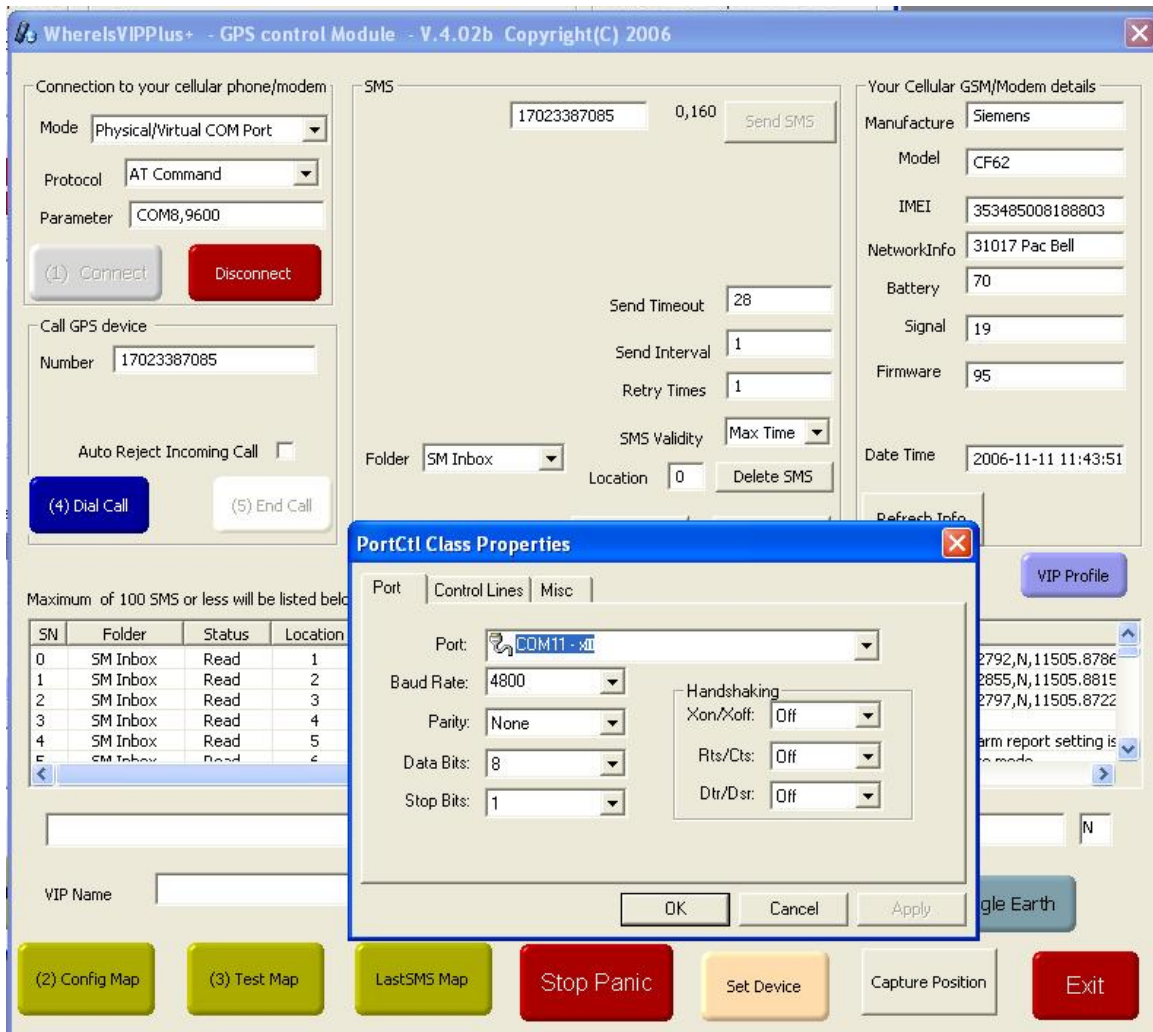 WhereIsVIPPlus+ - GPS control Module - V.4.02b Copyright(C) 2006
Connection to your cellular phone/modem
Mode Physical/Virtual COM Port
Protocol AT Command
Parameter COM8,9600
(1) Connect
Disconnect
Call GPS device
Number 17023387085
Auto Reject Incoming Call
(4) Dial Call
(5) End Call
SMS
17023387085 0,160 Send SMS
Send Timeout 28
Send Interval 1
Retry Times 1
SMS Validity Max Time
Folder SM Inbox
Location 0 Delete SMS
Your Cellular GSM/Modem details
Manufacture Siemens
Model CF62
IMEI 353485008188803
NetworkInfo 31017 Pac Bell
Battery 70
Signal 19
Firmware 95
Date Time 2006-11-11 11:43:51
Refresh Info
VIP Profile
Maximum of 100 SMS or less will be listed
SN Folder Status Location
0 SM Inbox Read 1
1 SM Inbox Read 2
2 SM Inbox Read 3
3 SM Inbox Read 4
4 SM Inbox Read 5
SM Inbox Read
2792,N,11505.8786
2855,N,11505.8815
2797,N,11505.8722
arm report setting is
mode
N
VIP Name
gle Earth
PortCtl Class Properties
Port Control Lines Misc
Port: COM11 -
Baud Rate: 4800
Parity: None
Data Bits: 8
Stop Bits: 1
Handshaking
Xon/Xoff: Off
Rts/Cts: Off
Dtr/Dsr: Off
OK Cancel Apply
(2) Config Map
(3) Test Map
LastSMS Map
Stop Panic
Set Device
Capture Position
Exit